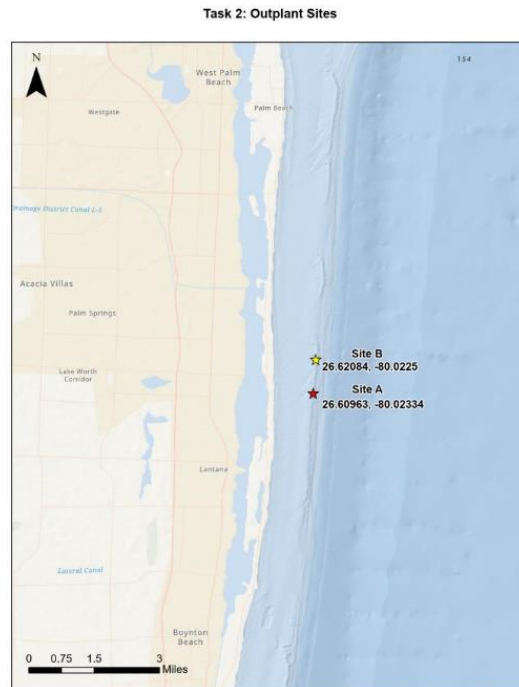 Task 2: Outplant Sites
N
154
West Palm
Beach
Palm Beach
Westgate
Drainage District Canal L-5
Acacia Villas
Palm Springs
Site B
26.62084, -80.0225
Lake Worth
Corridor
Site A
26.60963, -80.02334
Lantana
Lateral Canal
Boynton
Beach
0 0.75 1.5 3
Miles